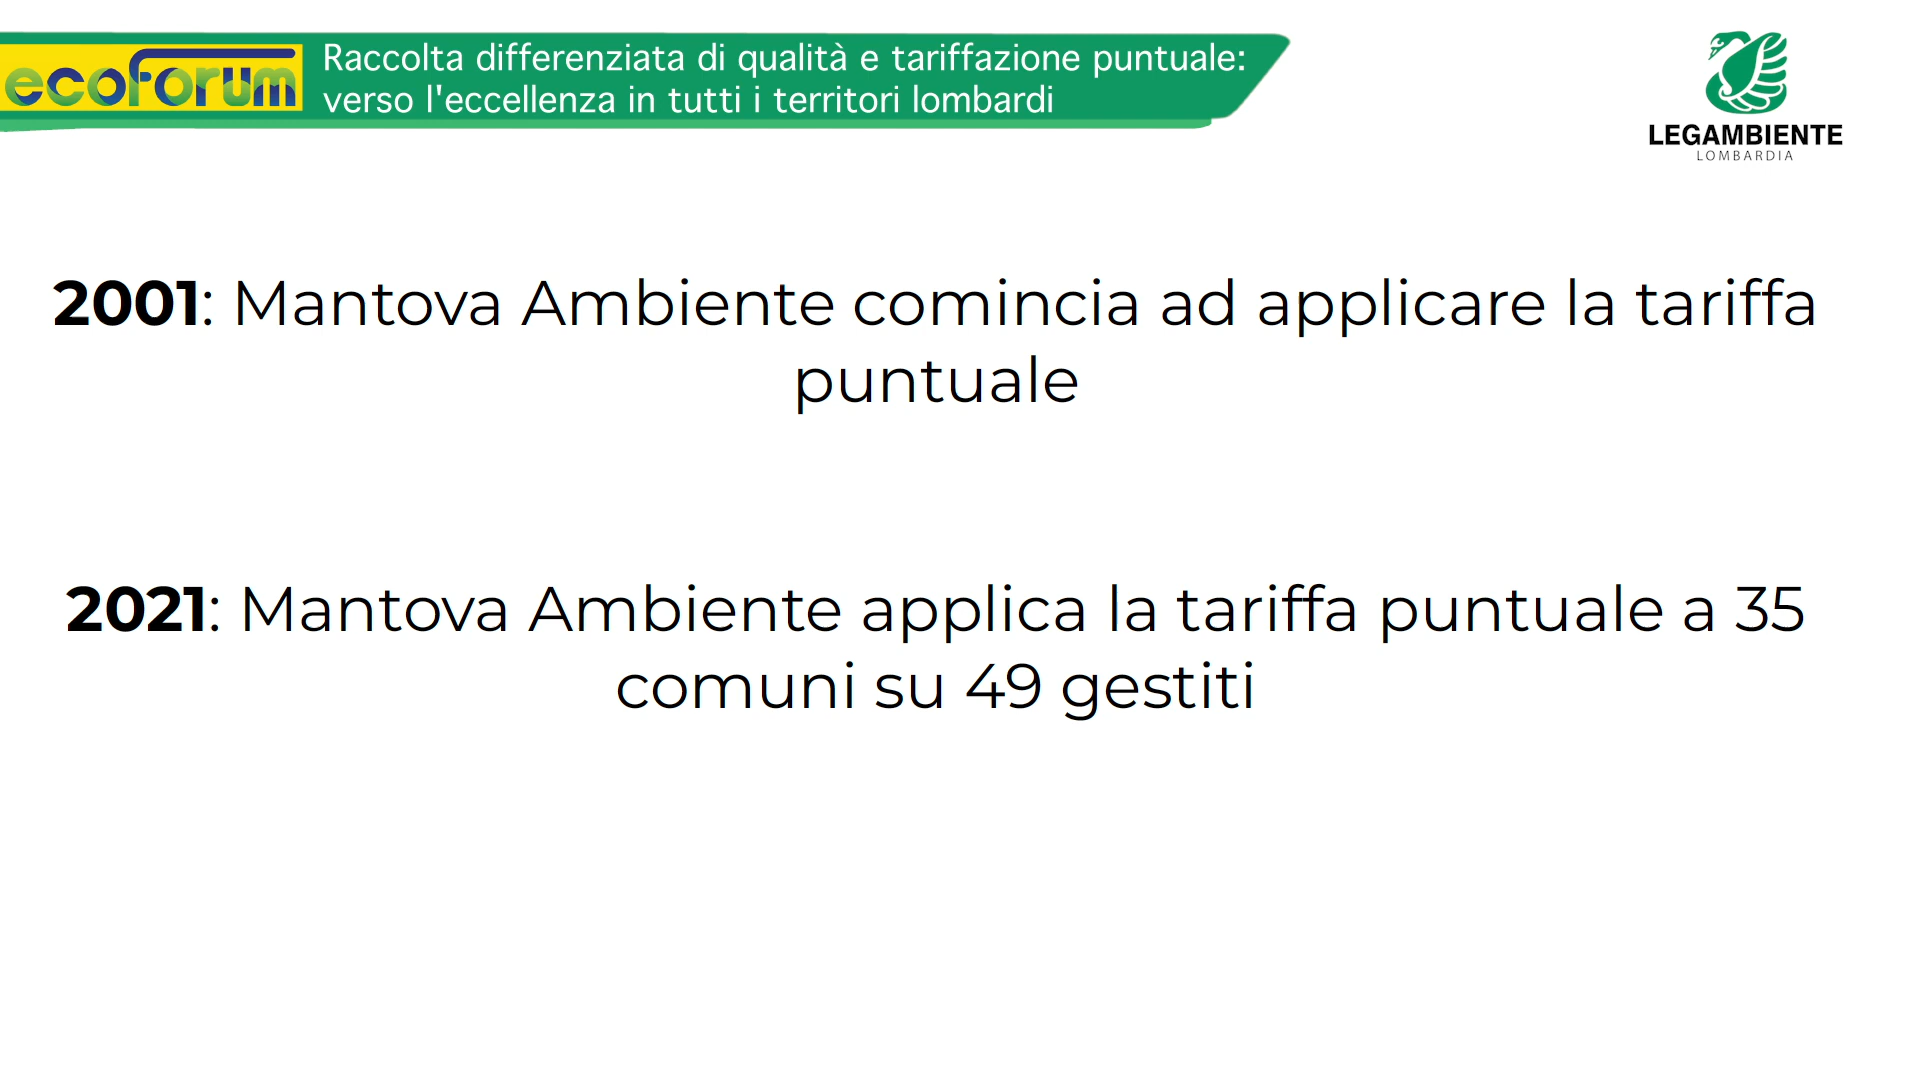 ecoforum
Raccolta differenziata di qualità e tariffazione puntuale:
verso l'eccellenza in tutti i territori lombardi
LEGAMBIENTE
LOMBARDIA
2001: Mantova Ambiente comincia ad applicare la tariffa
puntuale
2021: Mantova Ambiente applica la tariffa puntuale a 35
comuni su 49 gestiti